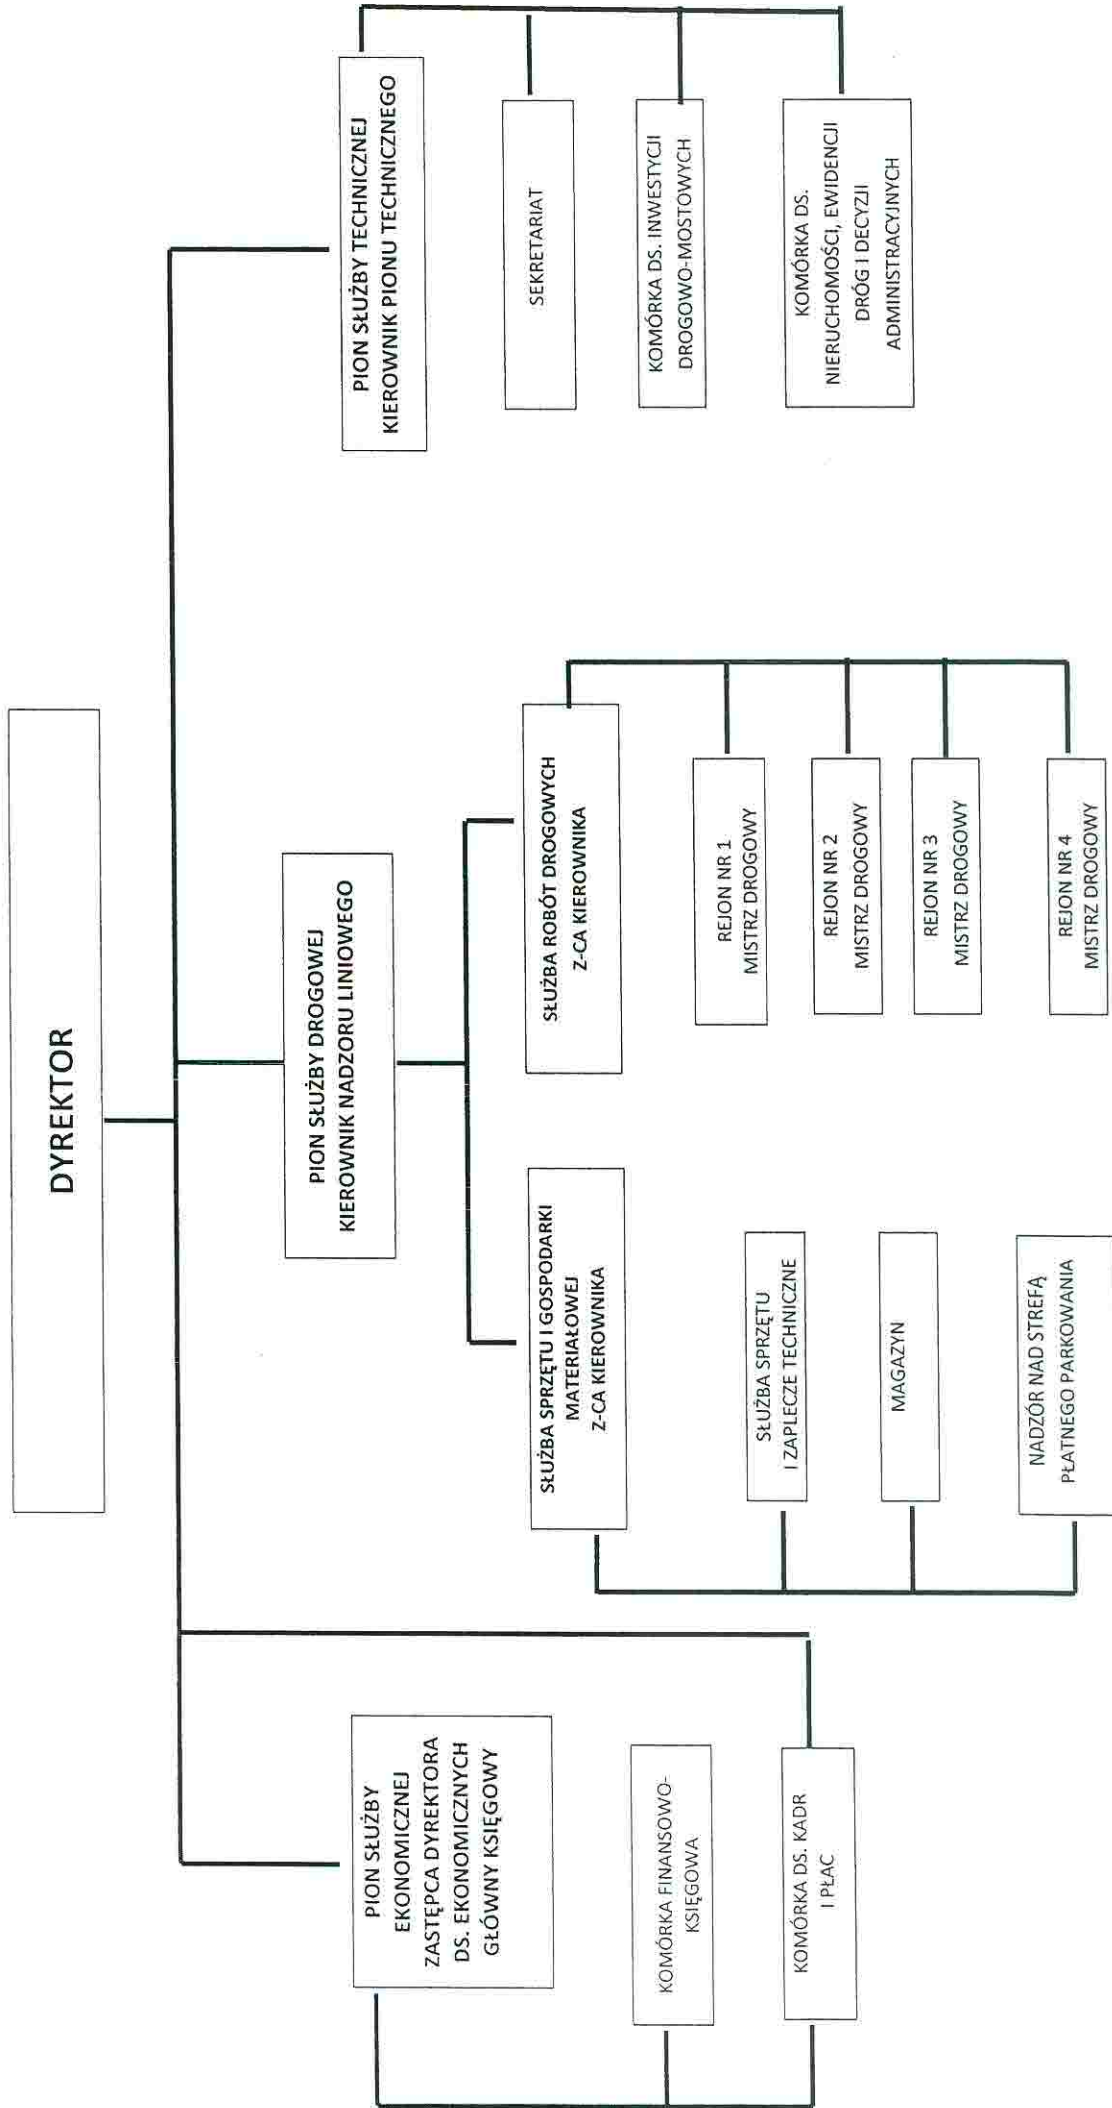 DYREKTOR
PION SŁUŻBY
EKONOMICZNEJ
ZASTĘPCA DYREKTORA
DS. EKONOMICZNYCH
GŁÓWNY KSIĘGOWY
KOMÓRKA FINANSOWO-
KSIĘGOWA
KOMÓRKA DS. KADR
I PŁAC
PION SŁUŻBY DROGOWEJ
KIEROWNIK NADZORU LINIOWEGO
SŁUŻBA SPRZĘTU I GOSPODARKI
MATERIAŁOWEJ
Z-CA KIEROWNIKA
SŁUŻBA SPRZĘTU
I ZAPLECZE TECHNICZNE
MAGAZYN
NADZÓR NAD STREFĄ
PŁATNEGO PARKOWANIA
SŁUŻBA ROBÓT DROGOWYCH
Z-CA KIEROWNIKA
REJON NR 1
MISTRZ DROGOWY
REJON NR 2
MISTRZ DROGOWY
REJON NR 3
MISTRZ DROGOWY
REJON NR 4
MISTRZ DROGOWY
PION SŁUŻBY TECHNICZNEJ
KIEROWNIK PIONU TECHNICZNEGO
SEKRETARIAT
KOMÓRKA DS. INWESTYCJI
DROGOWO-MOSTOWYCH
KOMÓRKA DS.
NIERUCHOMOŚCI, EWIDENCJI
DRÓG I DECYZJI
ADMINISTRACYJNYCH